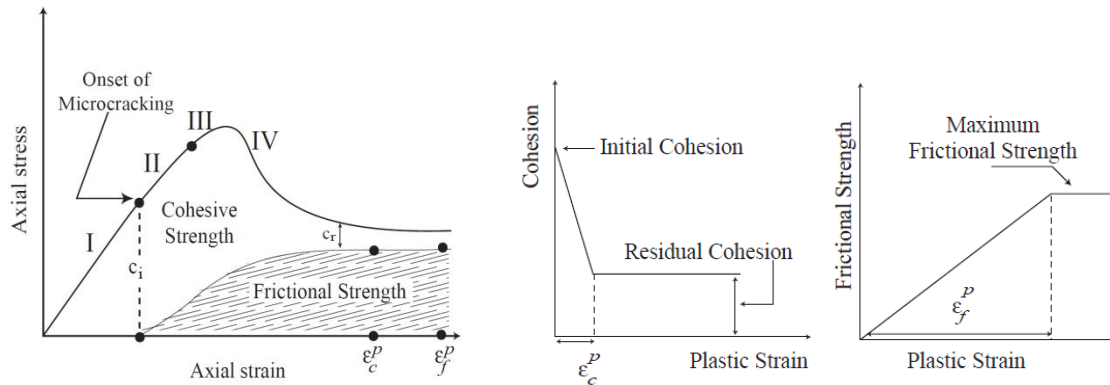 Axial stress
Onset of
Microcracking
I
II
III
IV
Cohesive
Strength
c_i
c_r
Frictional Strength
ε_c^p
ε_f^p
Axial strain
Cohesion
Initial Cohesion
Residual Cohesion
ε_c^p
Plastic Strain
Frictional Strength
Maximum
Frictional Strength
ε_f^p
Plastic Strain